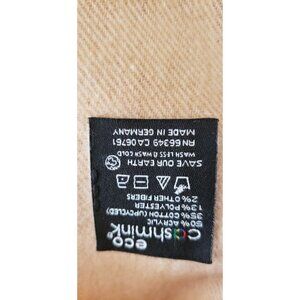 eco
cashmink
50% ACRYLIC
35% COTTON (UPCYCLED)
13% POLYESTER
2% OTHER FIBERS
SAVE OUR EARTH
WASH LESS & WASH COLD
RN 66349 CA 06761
MADE IN GERMANY